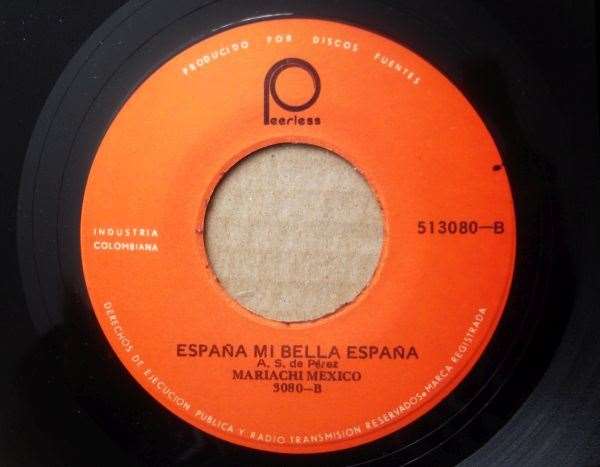 PRODUCIDO POR DISCOS FUENTES
Peerless
INDUSTRIA
COLOMBIANA
513080-B
ESPAÑA MI BELLA ESPAÑA
A. S. de Pérez
MARIACHI MEXICO
3080-B
DERECHOS DE EJECUCION PUBLICA Y RADIO TRANSMISION RESERVADOS. MARCA REGISTRADA